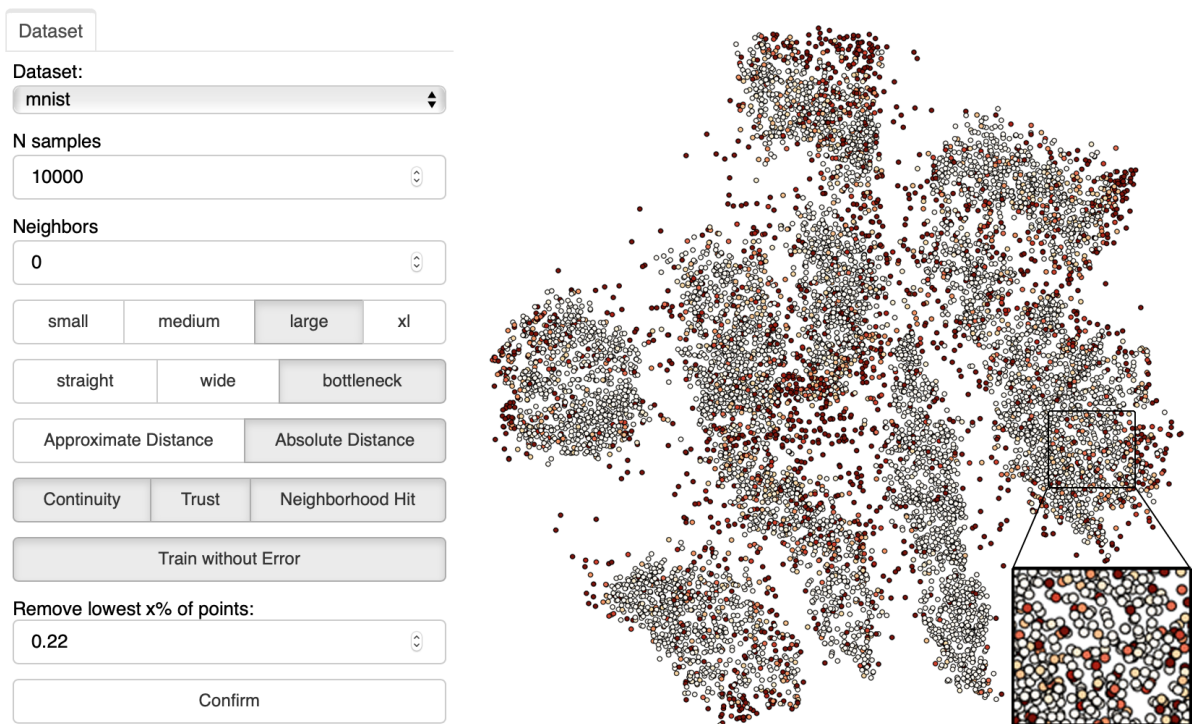 Dataset
Dataset:
mnist
N samples
10000
Neighbors
0
small medium large xl
straight wide bottleneck
Approximate Distance Absolute Distance
Continuity Trust Neighborhood Hit
Train without Error
Remove lowest x% of points:
0.22
Confirm